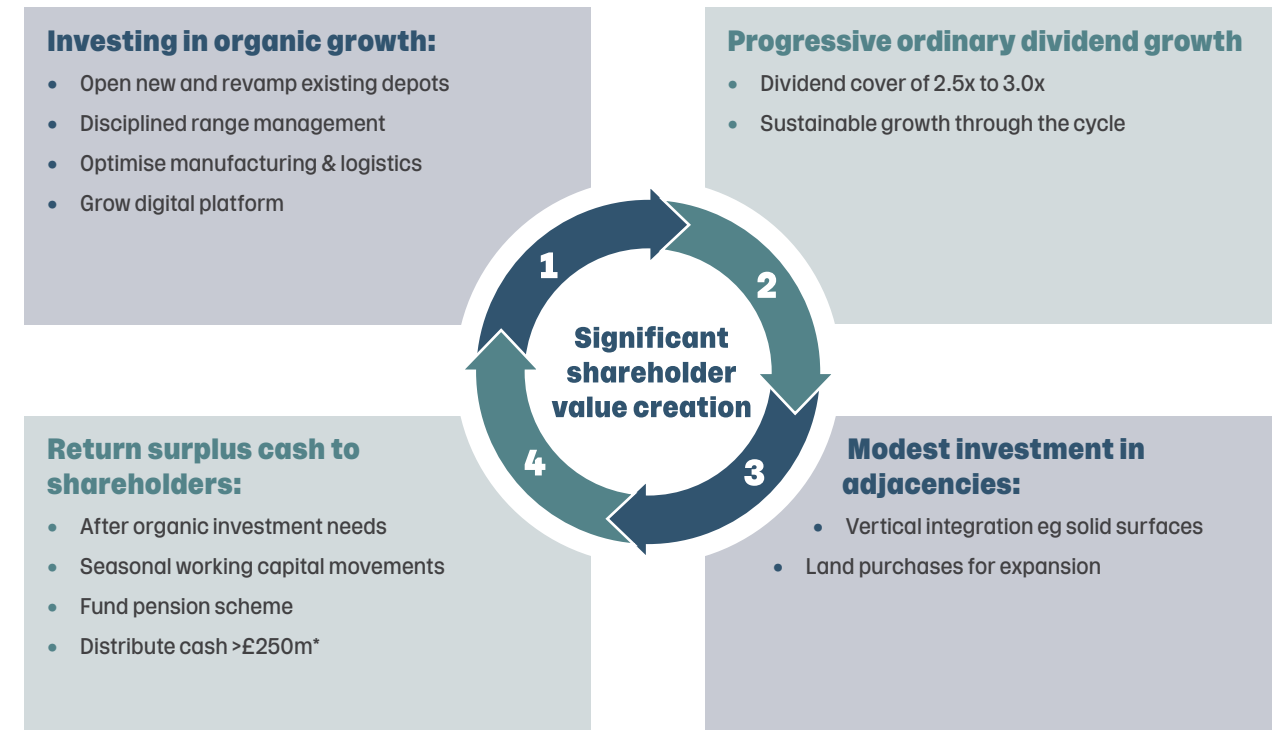 Investing in organic growth:
• Open new and revamp existing depots
• Disciplined range management
• Optimise manufacturing & logistics
• Grow digital platform
Progressive ordinary dividend growth
• Dividend cover of 2.5x to 3.0x
• Sustainable growth through the cycle
1
2
Significant
shareholder
value creation
4
3
Return surplus cash to
shareholders:
• After organic investment needs
• Seasonal working capital movements
• Fund pension scheme
• Distribute cash >£250m*
Modest investment in
adjacencies:
• Vertical integration eg solid surfaces
• Land purchases for expansion